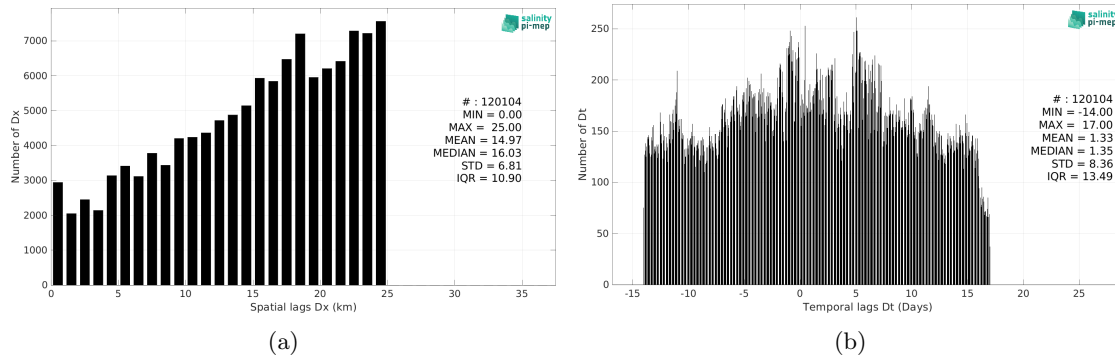 salinity
pi-mep
7000
6000
5000
4000
3000
2000
1000
0
Number of Dx
# : 120104
MIN = 0.00
MAX = 25.00
MEAN = 14.97
MEDIAN = 16.03
STD = 6.81
IQR = 10.90
0 5 10 15 20 25 30 35
Spatial lags Dx (km)
(a)
salinity
pi-mep
250
200
150
100
50
0
Number of Dt
# : 120104
MIN = -14.00
MAX = 17.00
MEAN = 1.33
MEDIAN = 1.35
STD = 8.36
IQR = 13.49
-15 -10 -5 0 5 10 15 20 25
Temporal lags Dt (Days)
(b)